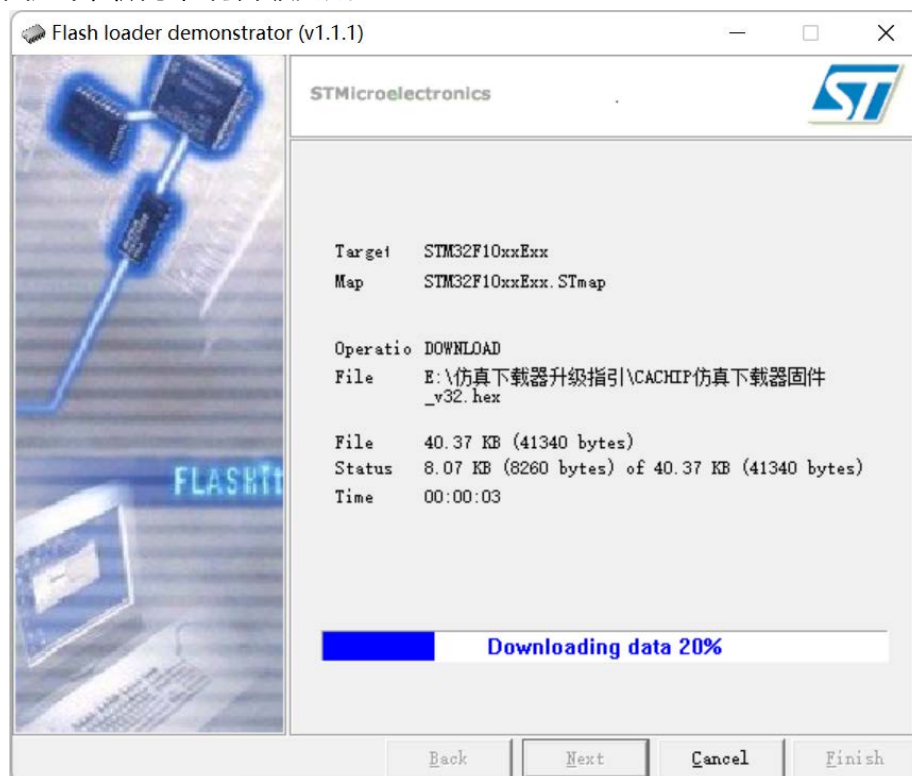 Flash loader demonstrator (v1.1.1)
STMicroelectronics
ST
Target STM32F10xxExx
Map STM32F10xxExx.STmap
Operatio DOWNLOAD
File E:\仿真下载器升级指引\CACHIP仿真下载器固件
_v32.hex
File 40.37 KB (41340 bytes)
Status 8.07 KB (8260 bytes) of 40.37 KB (41340 bytes)
Time 00:00:03
Downloading data 20%
Back Next Cancel Finish